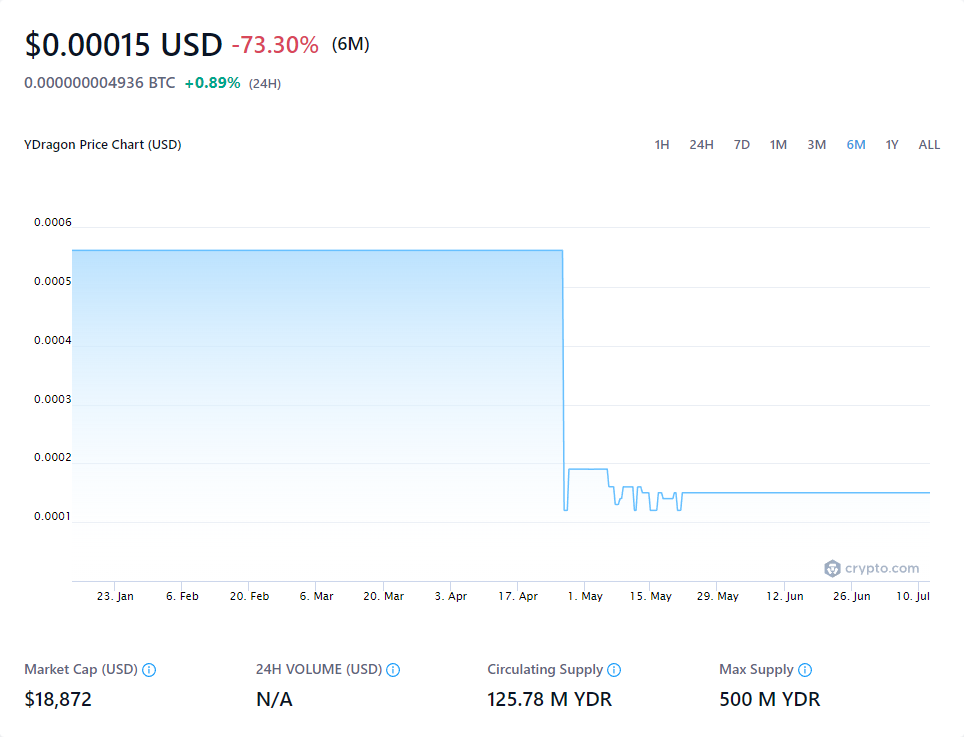 $0.00015 USD -73.30% (6M)
0.000000004936 BTC +0.89% (24H)
YDragon Price Chart (USD) 1H 24H 7D 1M 3M 6M 1Y ALL
0.0006
0.0005
0.0004
0.0003
0.0002
0.0001
crypto.com
23. Jan 6. Feb 20. Feb 6. Mar 20. Mar 3. Apr 17. Apr 1. May 15. May 29. May 12. Jun 26. Jun 10. Jul
Market Cap (USD) 24H VOLUME (USD) Circulating Supply Max Supply
$18,872 N/A 125.78 M YDR 500 M YDR